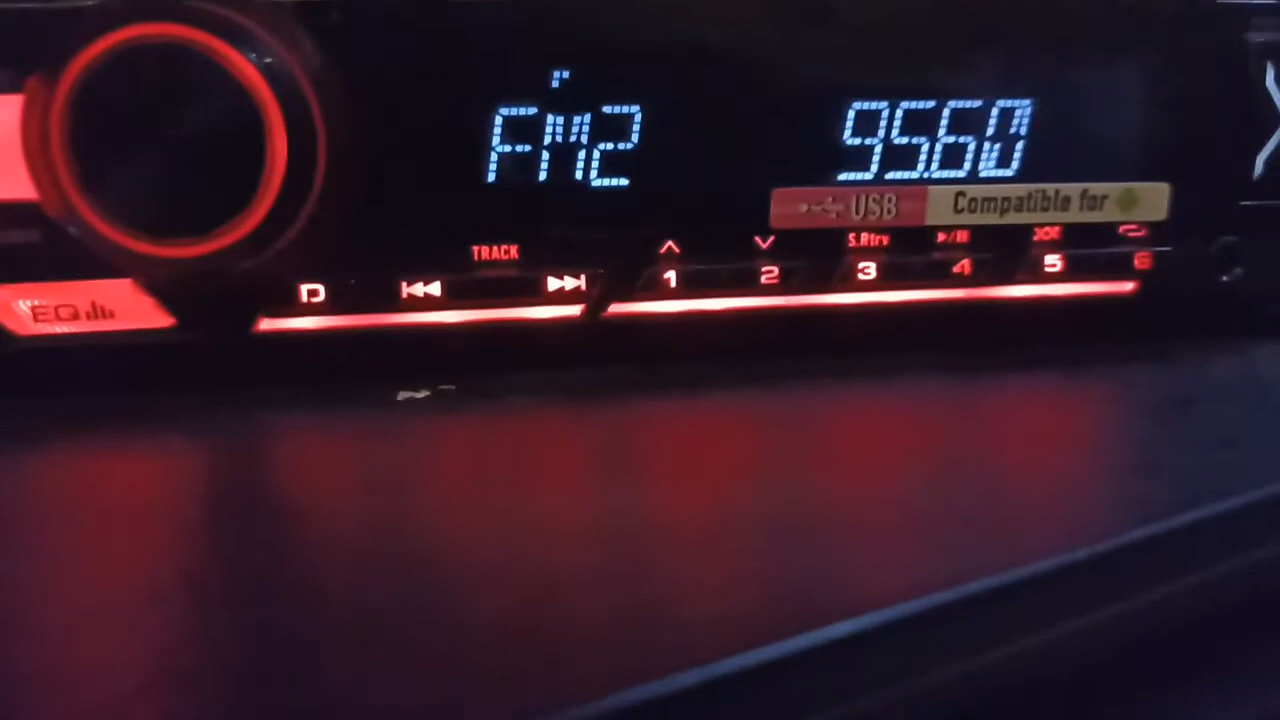 FM2 95.60
USB Compatible for
TRACK S.Rtrv
D 1 2 3 4 5 6
EQ